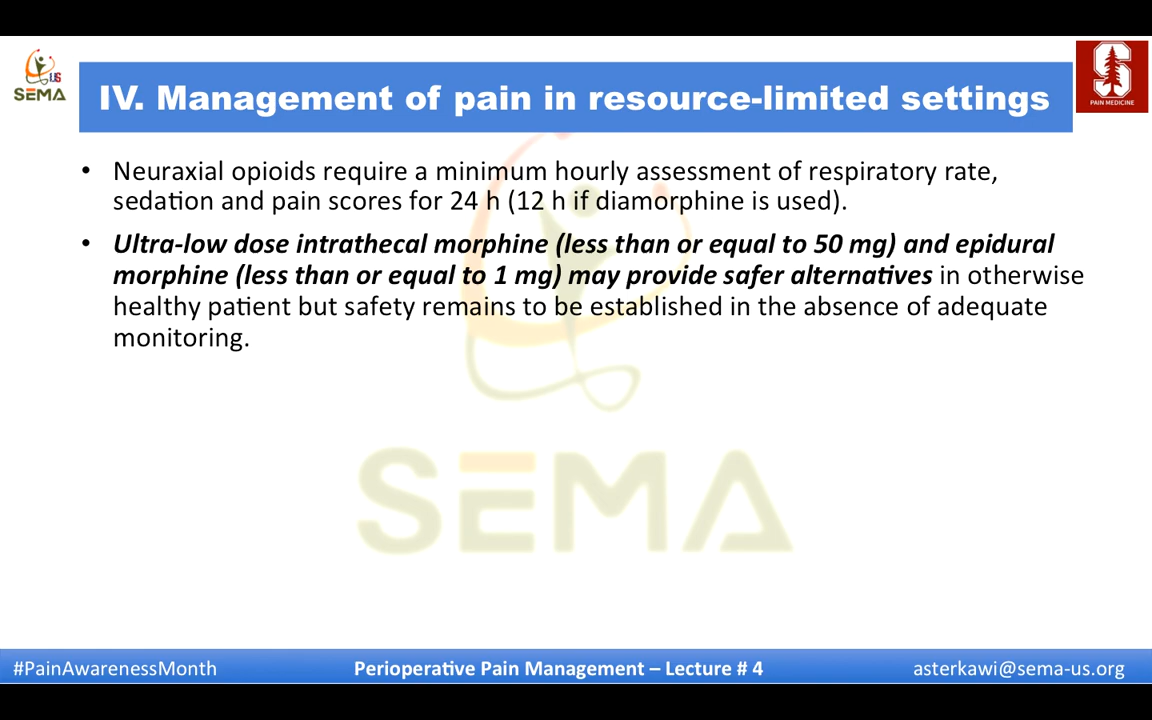 US
SEMA
IV. Management of pain in resource-limited settings
S
PAIN MEDICINE
• Neuraxial opioids require a minimum hourly assessment of respiratory rate,
sedation and pain scores for 24 h (12 h if diamorphine is used).
• Ultra-low dose intrathecal morphine (less than or equal to 50 mg) and epidural
morphine (less than or equal to 1 mg) may provide safer alternatives in otherwise
healthy patient but safety remains to be established in the absence of adequate
monitoring.
SEMA
#PainAwarenessMonth
Perioperative Pain Management – Lecture # 4
asterkawi@sema-us.org